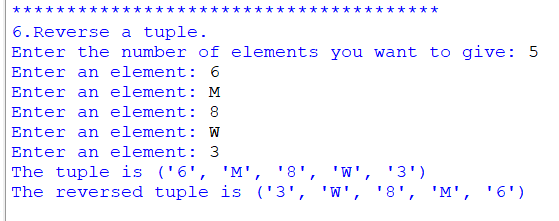 ***************************************
6.Reverse a tuple.
Enter the number of elements you want to give: 5
Enter an element: 6
Enter an element: M
Enter an element: 8
Enter an element: W
Enter an element: 3
The tuple is ('6', 'M', '8', 'W', '3')
The reversed tuple is ('3', 'W', '8', 'M', '6')